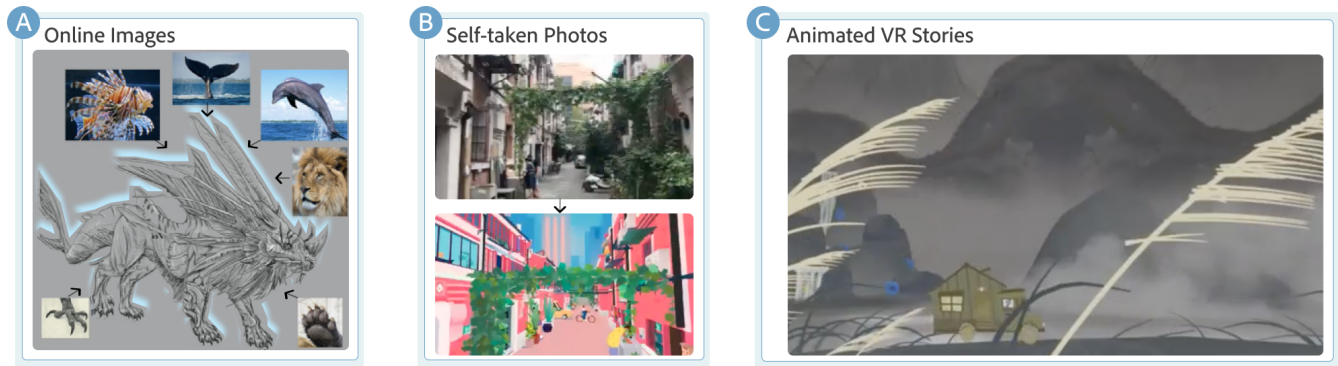 A
Online Images
B
Self-taken Photos
C
Animated VR Stories